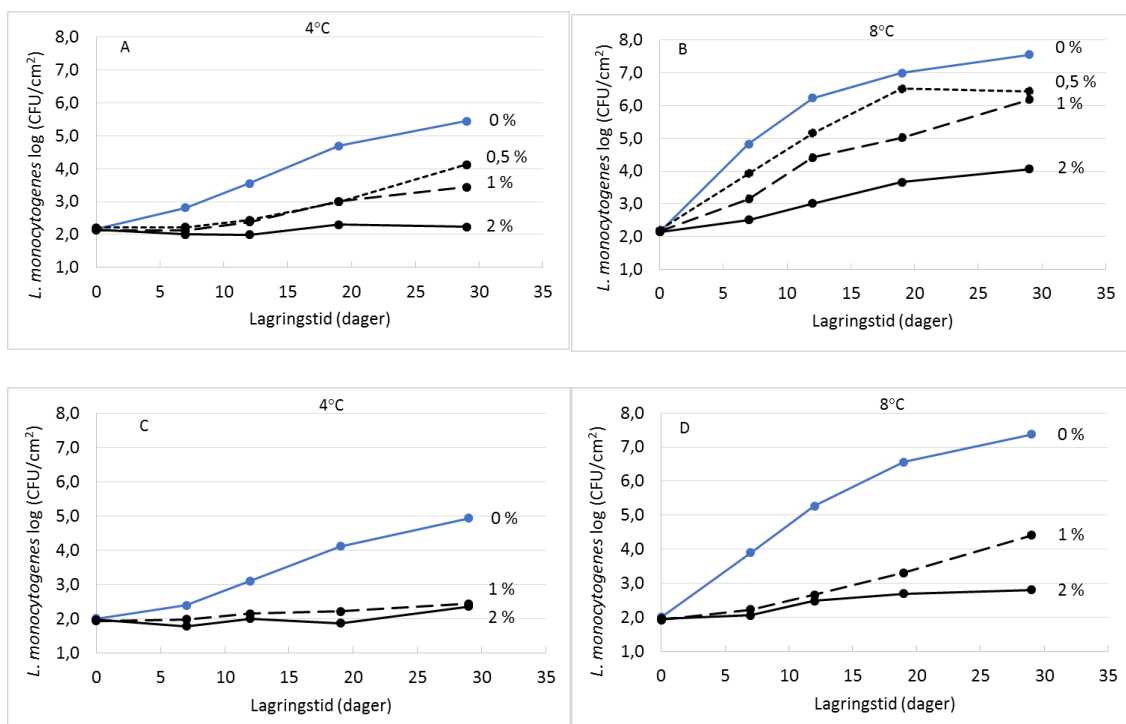 4°C
A
8,0
7,0
6,0
5,0
4,0
3,0
2,0
1,0
L. monocytogenes log (CFU/cm²)
0 %
0,5 %
1 %
2 %
0 5 10 15 20 25 30 35
Lagringstid (dager)
8°C
B
8,0
7,0
6,0
5,0
4,0
3,0
2,0
1,0
L. monocytogenes log (CFU/cm²)
0 %
0,5 %
1 %
2 %
0 5 10 15 20 25 30 35
Lagringstid (dager)
4°C
C
8,0
7,0
6,0
5,0
4,0
3,0
2,0
1,0
L. monocytogenes log (CFU/cm²)
0 %
1 %
2 %
0 5 10 15 20 25 30 35
Lagringstid (dager)
8°C
D
8,0
7,0
6,0
5,0
4,0
3,0
2,0
1,0
L. monocytogenes log (CFU/cm²)
0 %
1 %
2 %
0 5 10 15 20 25 30 35
Lagringstid (dager)